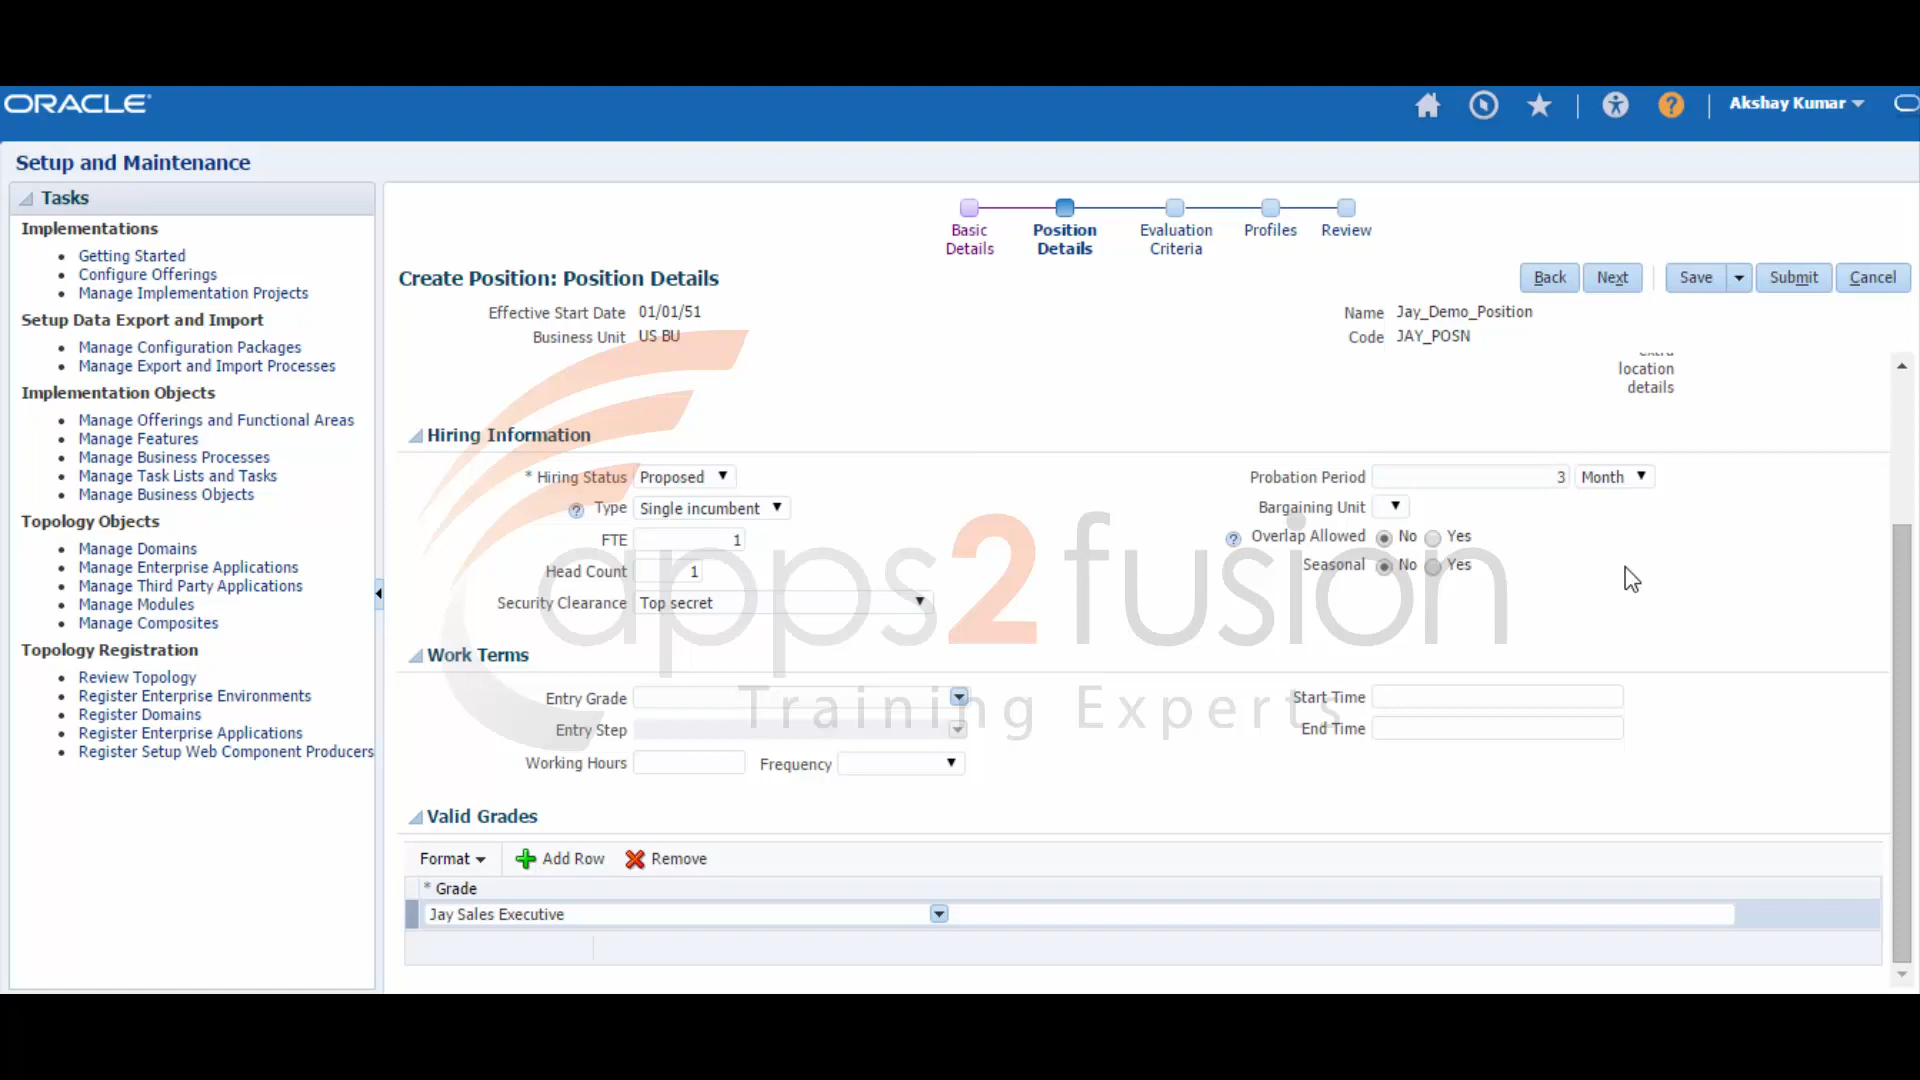 ORACLE
Akshay Kumar
Setup and Maintenance
Tasks
Implementations
Getting Started
Configure Offerings
Manage Implementation Projects
Setup Data Export and Import
Manage Configuration Packages
Manage Export and Import Processes
Implementation Objects
Manage Offerings and Functional Areas
Manage Features
Manage Business Processes
Manage Task Lists and Tasks
Manage Business Objects
Topology Objects
Manage Domains
Manage Enterprise Applications
Manage Third Party Applications
Manage Modules
Manage Composites
Topology Registration
Review Topology
Register Enterprise Environments
Register Domains
Register Enterprise Applications
Register Setup Web Component Producers
Basic Details
Position Details
Evaluation Criteria
Profiles
Review
Create Position: Position Details
Back Next Save Submit Cancel
Effective Start Date 01/01/51
Name Jay_Demo_Position
Business Unit US BU
Code JAY_POSN
extra
location
details
Hiring Information
* Hiring Status Proposed
Probation Period 3 Month
Type Single incumbent
Bargaining Unit
FTE 1
Overlap Allowed No Yes
Head Count 1
Seasonal No Yes
Security Clearance Top secret
apps2fusion
Training Experts
Work Terms
Entry Grade
Start Time
Entry Step
End Time
Working Hours
Frequency
Valid Grades
Format Add Row Remove
* Grade
Jay Sales Executive